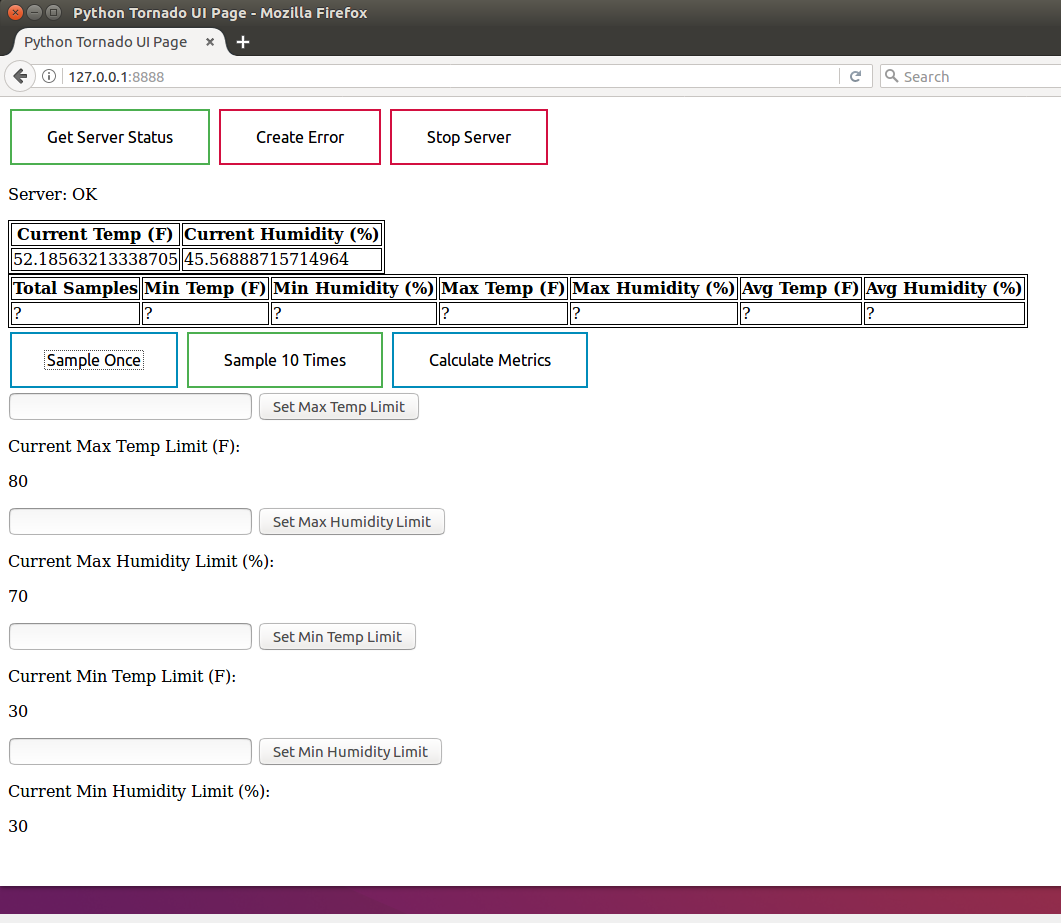 Python Tornado UI Page - Mozilla Firefox
Python Tornado UI Page
127.0.0.1:8888
Search
Get Server Status Create Error Stop Server
Server: OK
Current Temp (F) Current Humidity (%)
52.18563213338705 45.56888715714964
Total Samples Min Temp (F) Min Humidity (%) Max Temp (F) Max Humidity (%) Avg Temp (F) Avg Humidity (%)
? ? ? ? ? ? ?
Sample Once Sample 10 Times Calculate Metrics
Set Max Temp Limit
Current Max Temp Limit (F):
80
Set Max Humidity Limit
Current Max Humidity Limit (%):
70
Set Min Temp Limit
Current Min Temp Limit (F):
30
Set Min Humidity Limit
Current Min Humidity Limit (%):
30